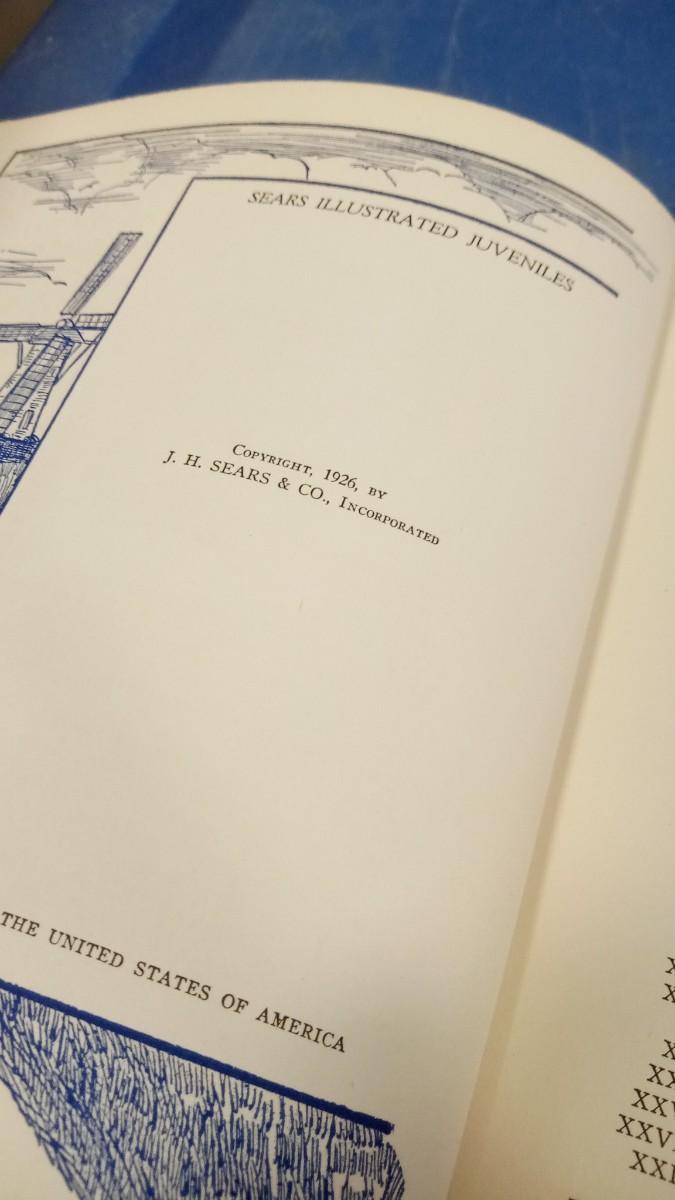 SEARS ILLUSTRATED JUVENILES
COPYRIGHT, 1926, BY
J. H. SEARS & CO., INCORPORATED
THE UNITED STATES OF AMERICA